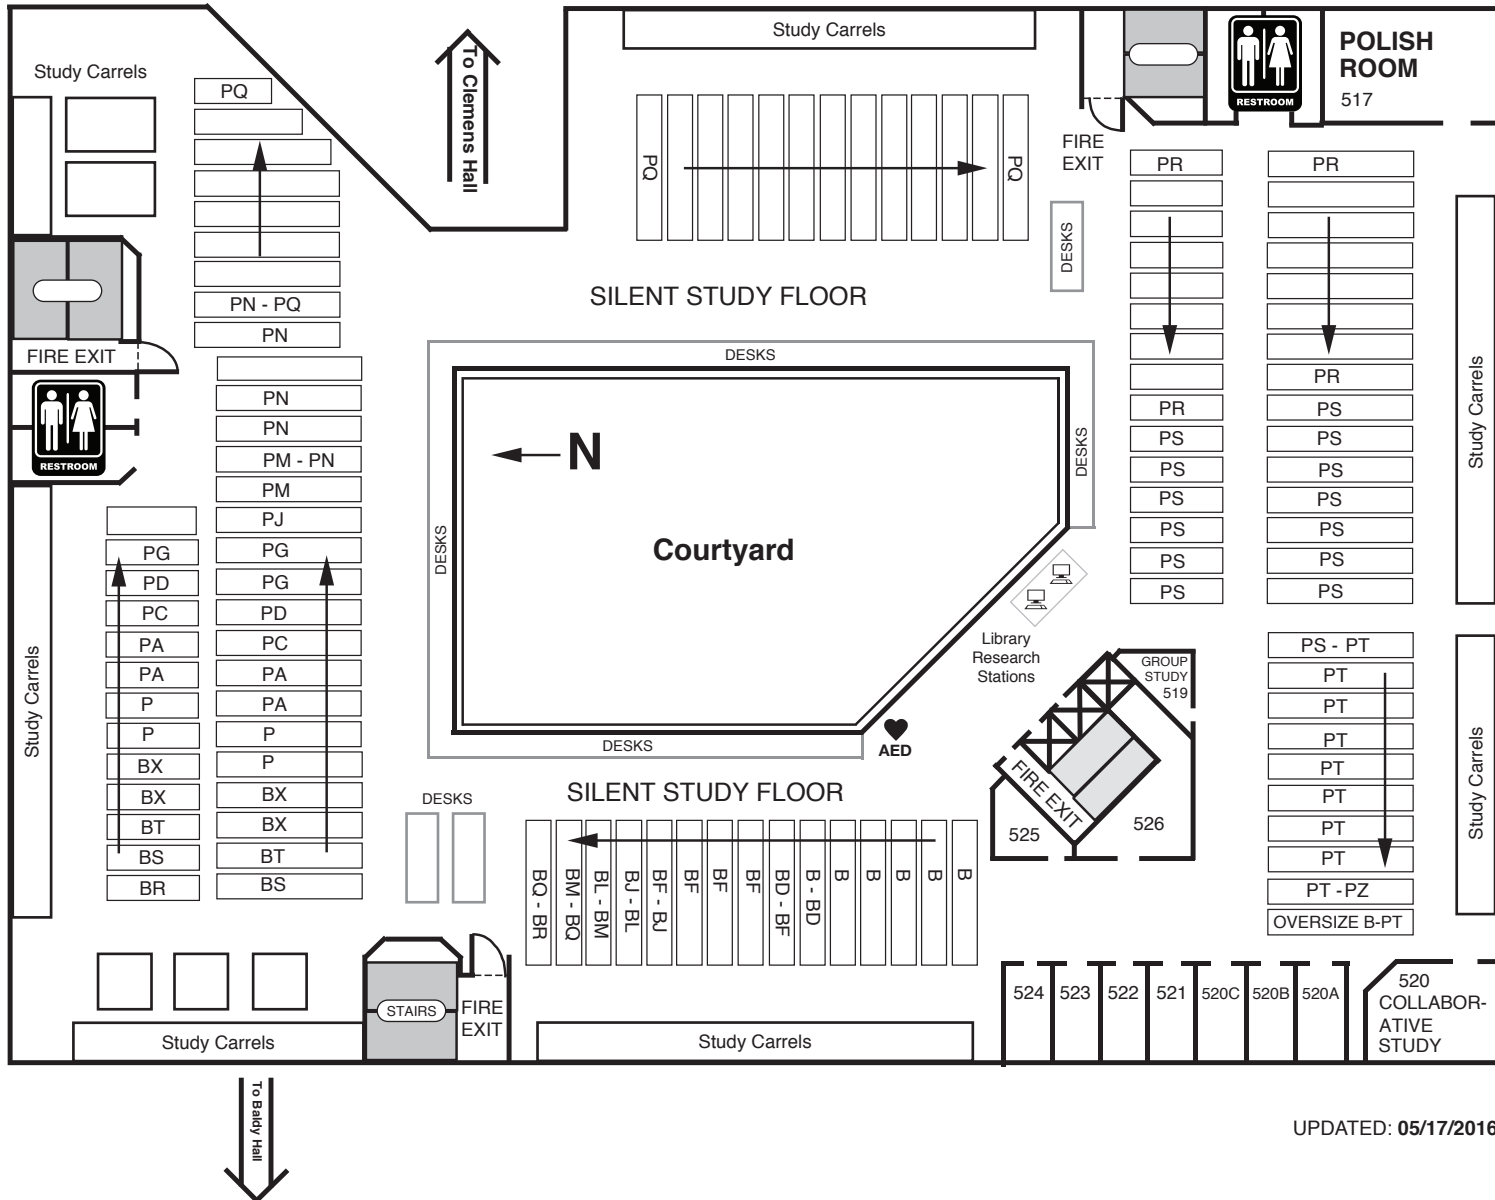 Study Carrels
To Clemens Hall
Study Carrels
RESTROOM
POLISH
ROOM
517
FIRE
EXIT
PQ
PN - PQ
PN
PQ
PQ
DESKS
SILENT STUDY FLOOR
PR
PR
PS
PS
PS
PS
PS
PS
PR
PR
PS
PS
PS
PS
PS
PS
PS
Study Carrels
FIRE EXIT
RESTROOM
PN
PN
PM - PN
PM
PJ
PG
PG
PD
PC
PA
PA
P
P
BX
BX
BT
BS
PG
PD
PC
PA
PA
P
P
BX
BX
BT
BS
BR
Study Carrels
DESKS
DESKS
DESKS
DESKS
N
Courtyard
Library
Research
Stations
AED
GROUP
STUDY
519
FIRE EXIT
525
526
PS - PT
PT
PT
PT
PT
PT
PT
PT
PT -PZ
OVERSIZE B-PT
Study Carrels
DESKS
SILENT STUDY FLOOR
BQ - BR
BM - BQ
BL - BM
BJ - BL
BF - BJ
BF
BF
BF
BD - BF
B - BD
B
B
B
B
B
STAIRS
FIRE
EXIT
Study Carrels
Study Carrels
524
523
522
521
520C
520B
520A
520
COLLABOR-
ATIVE
STUDY
To Baldy Hall
UPDATED: 05/17/2016